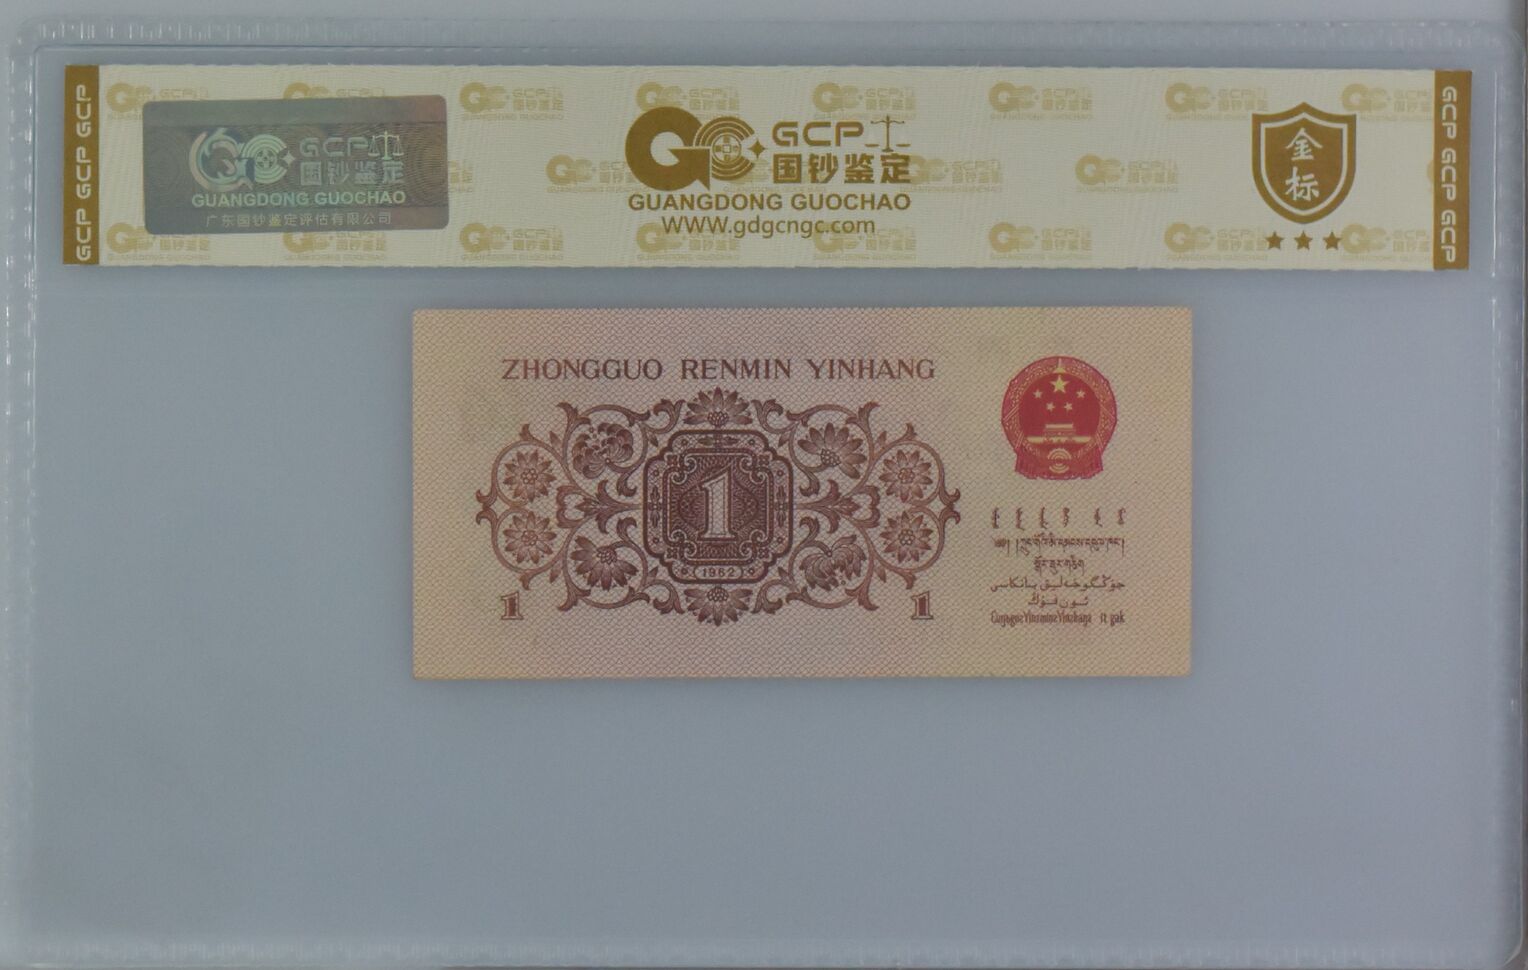 GCP GCP GCP
GCP
国钞鉴定
GUANGDONG GUOCHAO
广东国钞鉴定评估有限公司
GCP
国钞鉴定
GUANGDONG GUOCHAO
WWW.gdgcngc.com
金标
GCP GCP GCP
ZHONGGUO RENMIN YINHANG
1
(1962)
1 1